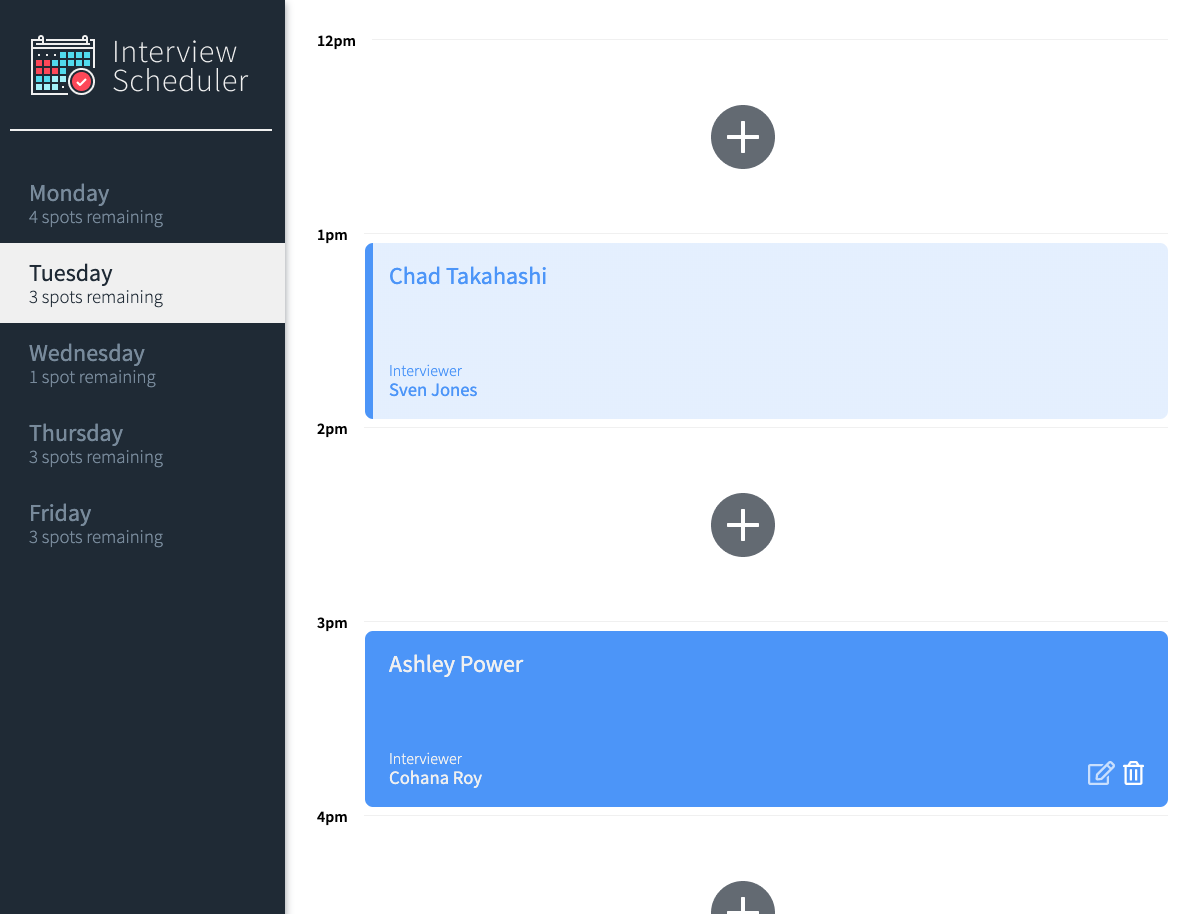 Interview
Scheduler
Monday
4 spots remaining
Tuesday
3 spots remaining
Wednesday
1 spot remaining
Thursday
3 spots remaining
Friday
3 spots remaining
12pm
1pm
Chad Takahashi
Interviewer
Sven Jones
2pm
3pm
Ashley Power
Interviewer
Cohana Roy
4pm